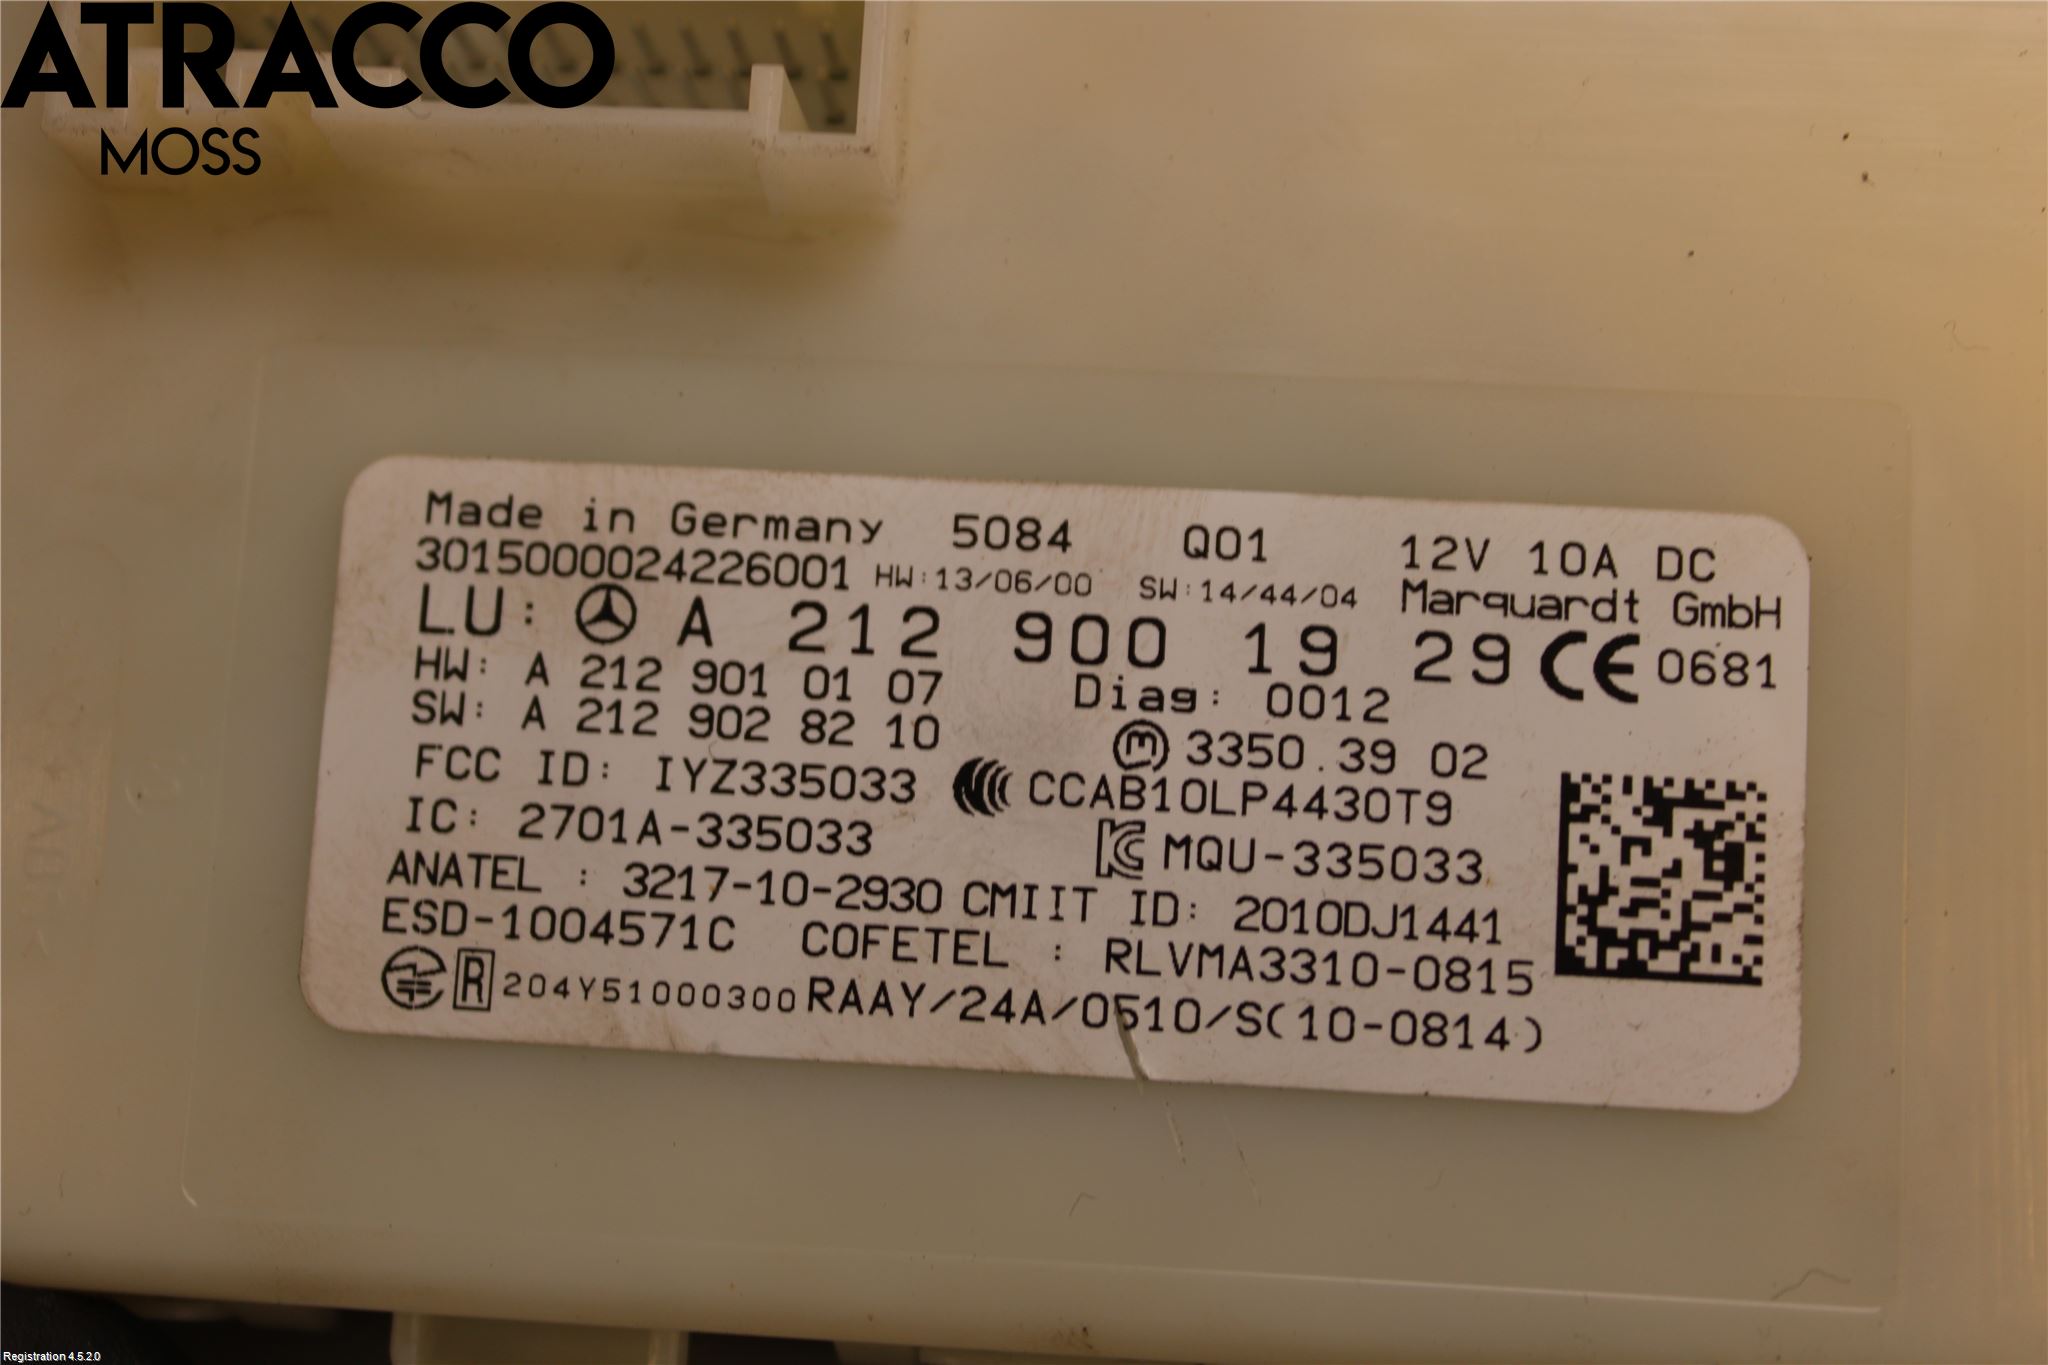 ATRACCO
MOSS
Made in Germany 5084 Q01 12V 10A DC
3015000024226001 HW:13/06/00 SW:14/44/04 Marquardt GmbH
LU: A 212 900 19 29 CE 0681
HW: A 212 901 01 07 Diag: 0012
SW: A 212 902 82 10 3350.39 02
FCC ID: IYZ335033 CCAB10LP4430T9
IC: 2701A-335033 MQU-335033
ANATEL : 3217-10-2930 CMIIT ID: 2010DJ1441
ESD-1004571C COFETEL : RLVMA3310-0815
R 204Y51000300 RAAY/24A/0510/S(10-0814)
Registration 4.5.2.0